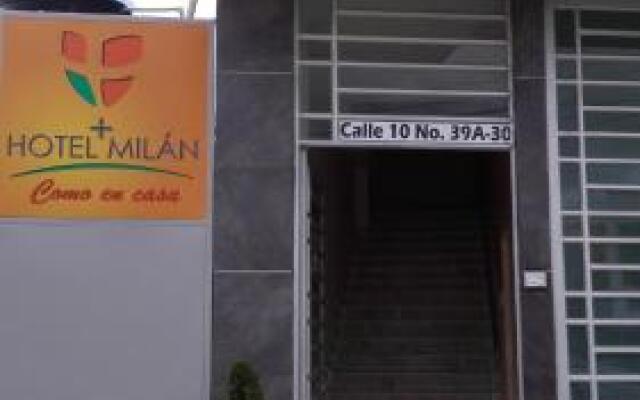 HOTEL + MILÁN
Como en casa
Calle 10 No. 39A-30